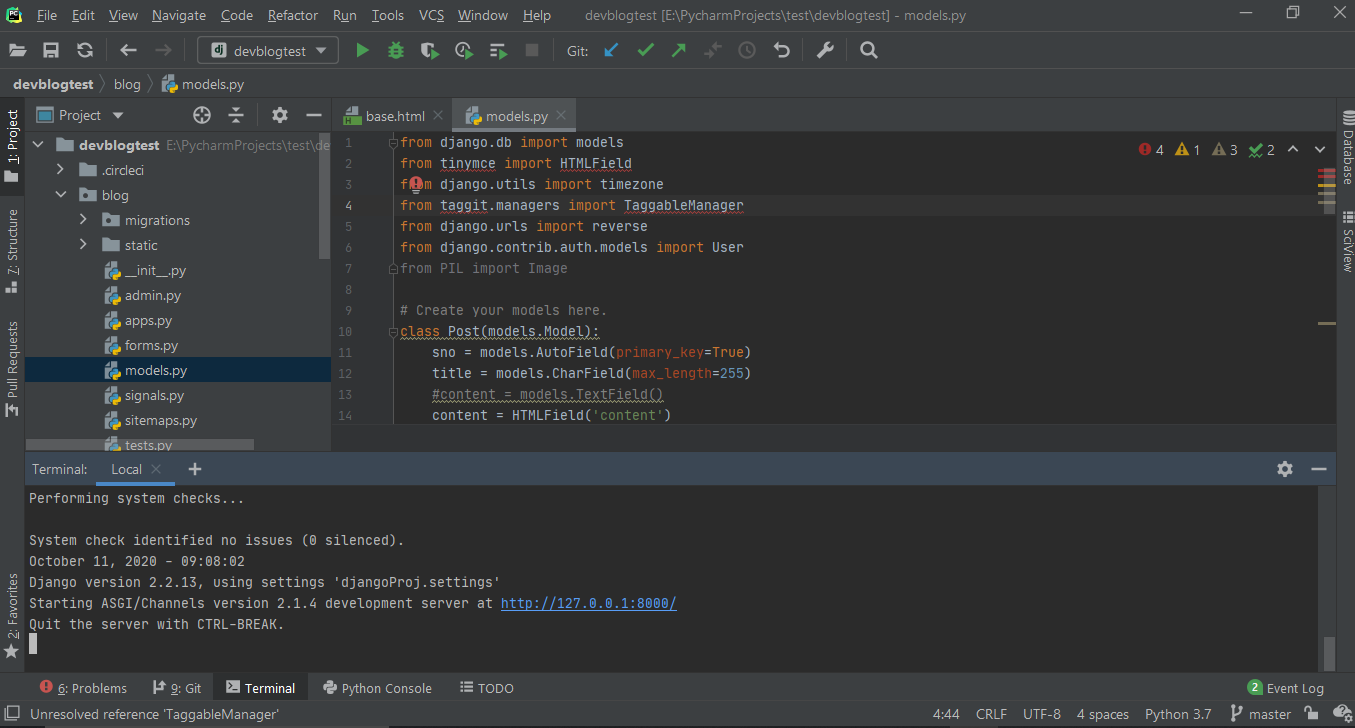 File Edit View Navigate Code Refactor Run Tools VCS Window Help devblogtest [E:\PycharmProjects\test\devblogtest] - models.py
devblogtest Git:
devblogtest blog models.py
Project base.html models.py
1: Project
7: Structure
Pull Requests
2: Favorites
devblogtest E:\PycharmProjects\test\de
.circleci
blog
migrations
static
__init__.py
admin.py
apps.py
forms.py
models.py
signals.py
sitemaps.py
tests.py
1 from django.db import models
2 from tinymce import HTMLField
3 from django.utils import timezone
4 from taggit.managers import TaggableManager
5 from django.urls import reverse
6 from django.contrib.auth.models import User
7 from PIL import Image
8
9 # Create your models here.
10 class Post(models.Model):
11 sno = models.AutoField(primary_key=True)
12 title = models.CharField(max_length=255)
13 #content = models.TextField()
14 content = HTMLField('content')
4 1 3 2
Database
SciView
Terminal: Local
Performing system checks...
System check identified no issues (0 silenced).
October 11, 2020 - 09:08:02
Django version 2.2.13, using settings 'djangoProj.settings'
Starting ASGI/Channels version 2.1.4 development server at http://127.0.0.1:8000/
Quit the server with CTRL-BREAK.
6: Problems 9: Git Terminal Python Console TODO 2 Event Log
Unresolved reference 'TaggableManager' 4:44 CRLF UTF-8 4 spaces Python 3.7 master